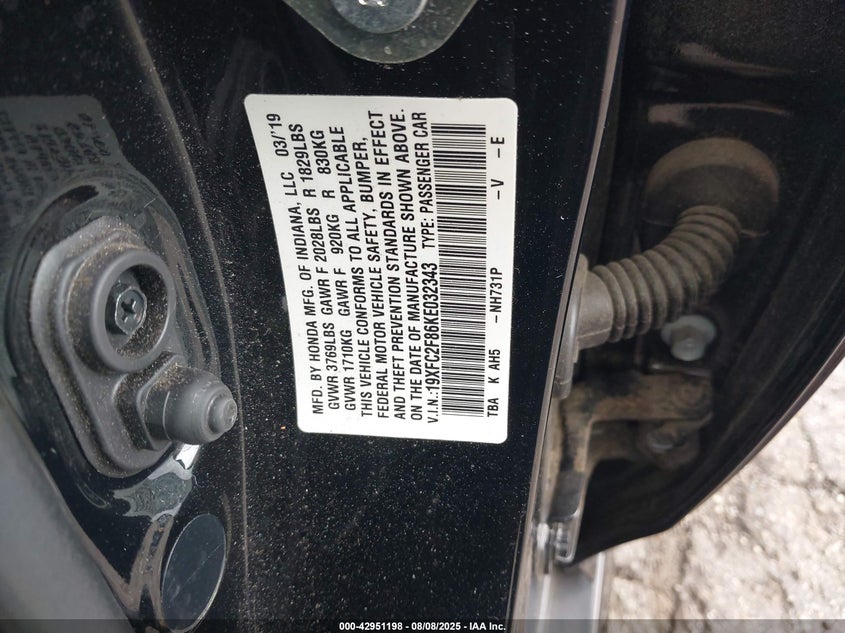 MFD. BY HONDA MFG. OF INDIANA, LLC 03/'19
GVWR 3769LBS GAWR F 2028LBS R 1829LBS
GVWR 1710KG GAWR F 920KG R 830KG
THIS VEHICLE CONFORMS TO ALL APPLICABLE
FEDERAL MOTOR VEHICLE SAFETY, BUMPER,
AND THEFT PREVENTION STANDARDS IN EFFECT
ON THE DATE OF MANUFACTURE SHOWN ABOVE.
V.I.N.:19XFC2F86KE032343 TYPE: PASSENGER CAR
TBA K AH5 -NH731P -V -E
000-42951198 - 08/08/2025 - IAA Inc.